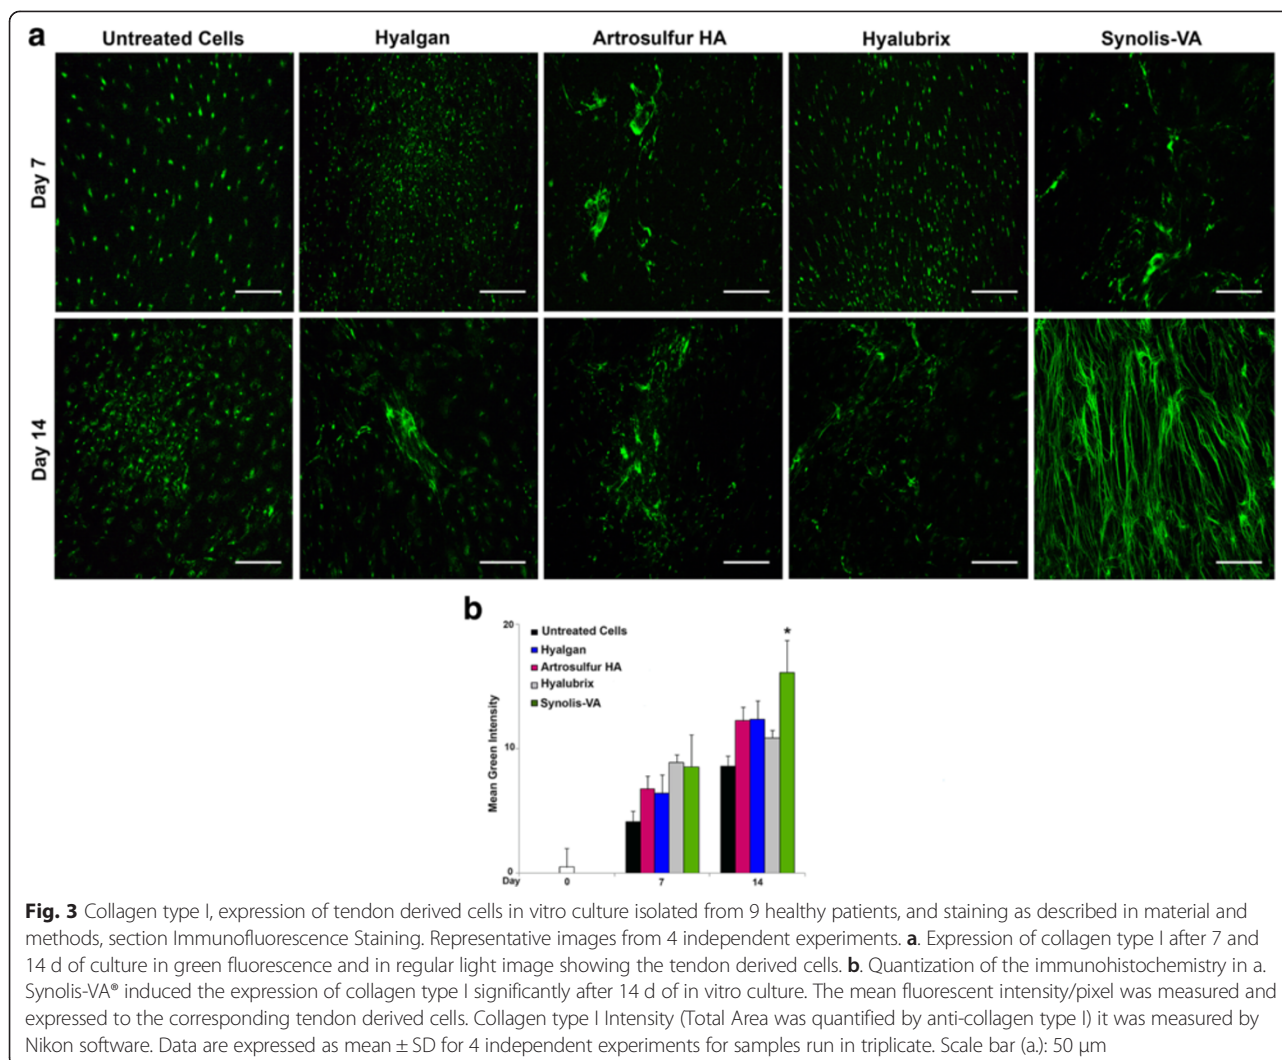 a
Untreated Cells Hyalgan Artrosulfur HA Hyalubrix Synolis-VA
Day 7
Day 14
b
20
*
Untreated Cells
Hyalgan
Artrosulfur HA
Hyalubrix
Synolis-VA
Mean Green Intensity
10
0
Day 0 7 14
Fig. 3 Collagen type I, expression of tendon derived cells in vitro culture isolated from 9 healthy patients, and staining as described in material and
methods, section Immunofluorescence Staining. Representative images from 4 independent experiments. a. Expression of collagen type I after 7 and
14 d of culture in green fluorescence and in regular light image showing the tendon derived cells. b. Quantization of the immunohistochemistry in a.
Synolis-VA® induced the expression of collagen type I significantly after 14 d of in vitro culture. The mean fluorescent intensity/pixel was measured and
expressed to the corresponding tendon derived cells. Collagen type I Intensity (Total Area was quantified by anti-collagen type I) it was measured by
Nikon software. Data are expressed as mean ± SD for 4 independent experiments for samples run in triplicate. Scale bar (a.): 50 μm